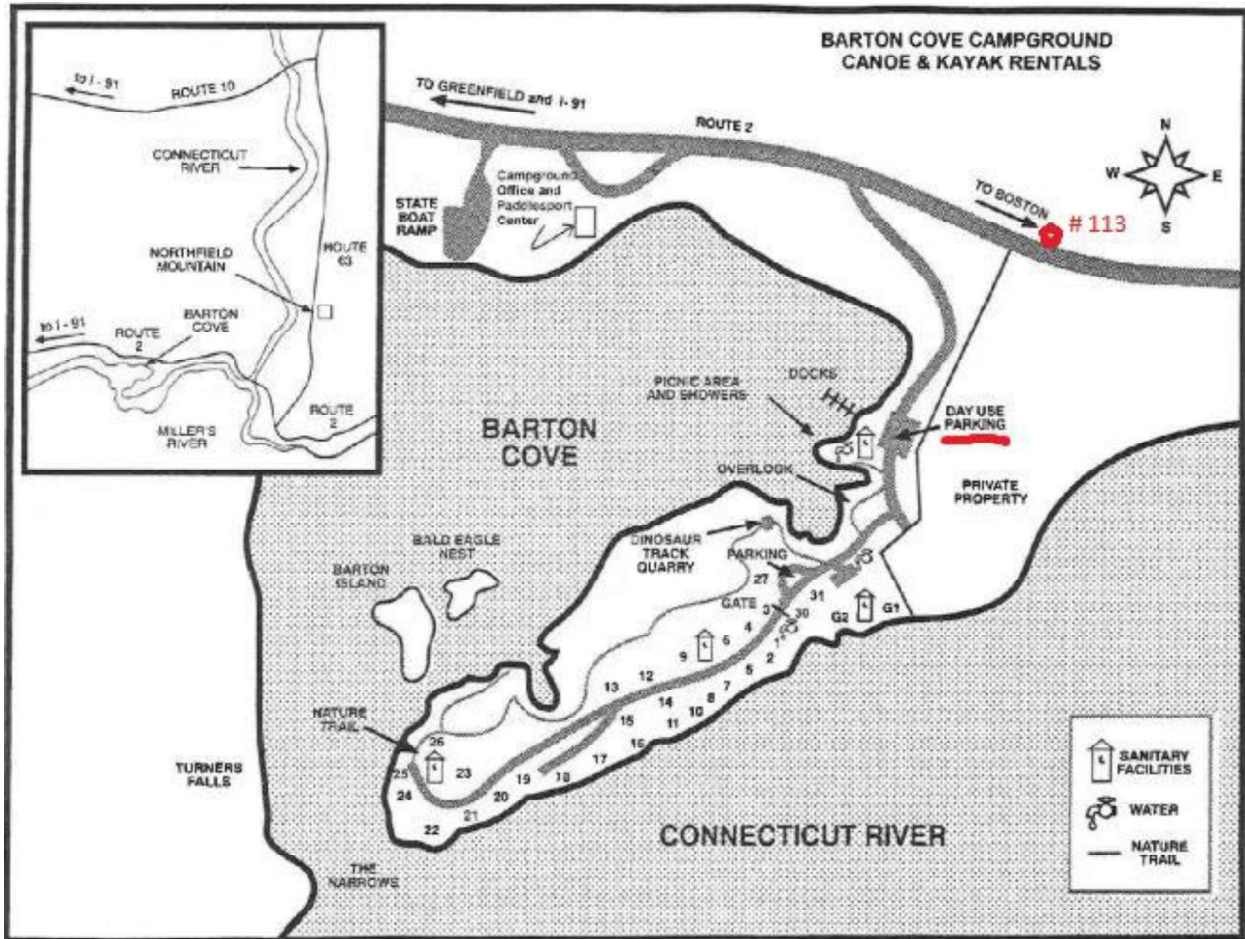 BARTON COVE CAMPGROUND
CANOE & KAYAK RENTALS
to I - 91
ROUTE 10
CONNECTICUT
RIVER
NORTHFIELD
MOUNTAIN
ROUTE
63
BARTON
COVE
to I - 91
ROUTE
2
MILLER'S
RIVER
ROUTE
2
TO GREENFIELD and I - 91
ROUTE 2
TO BOSTON
# 113
N
W
E
S
STATE
BOAT
RAMP
Campground
Office and
Paddlesport
Center
DOCKS
PICNIC AREA
AND SHOWERS
DAY USE
PARKING
BARTON
COVE
OVERLOOK
PRIVATE
PROPERTY
DINOSAUR
TRACK
QUARRY
PARKING
BALD EAGLE
NEST
BARTON
ISLAND
27
31
GATE
3
30
G2
G1
4
1
6
9
2
5
7
12
13
8
14
10
15
11
16
17
NATURE
TRAIL
26
25
23
19
18
24
20
21
22
TURNERS
FALLS
THE
NARROWS
CONNECTICUT RIVER
SANITARY
FACILITIES
WATER
NATURE
TRAIL